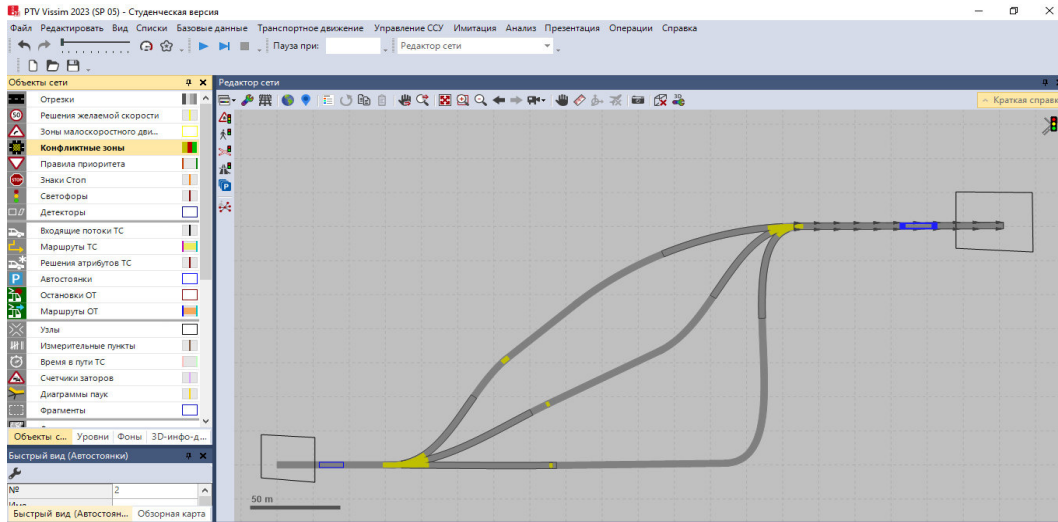 PTV Vissim 2023 (SP 05) - Студенческая версия
Файл Редактировать Вид Списки Базовые данные Транспортное движение Управление ССУ Имитация Анализ Презентация Операции Справка
Пауза при: Редактор сети
Объекты сети
Редактор сети
Краткая справк
Отрезки
50 Решения желаемой скорости
Зоны малоскоростного дви...
Конфликтные зоны
Правила приоритета
STOP Знаки Стоп
Светофоры
Детекторы
Входящие потоки ТС
Маршруты ТС
Решения атрибутов ТС
P Автостоянки
Остановки ОТ
Маршруты ОТ
Узлы
Измерительные пункты
Время в пути ТС
Счетчики заторов
Диаграммы паук
Фрагменты
Объекты с... Уровни Фоны 3D-инфо-д...
Быстрый вид (Автостоянки)
№ 2
Быстрый вид (Автостоян... Обзорная карта
50 m